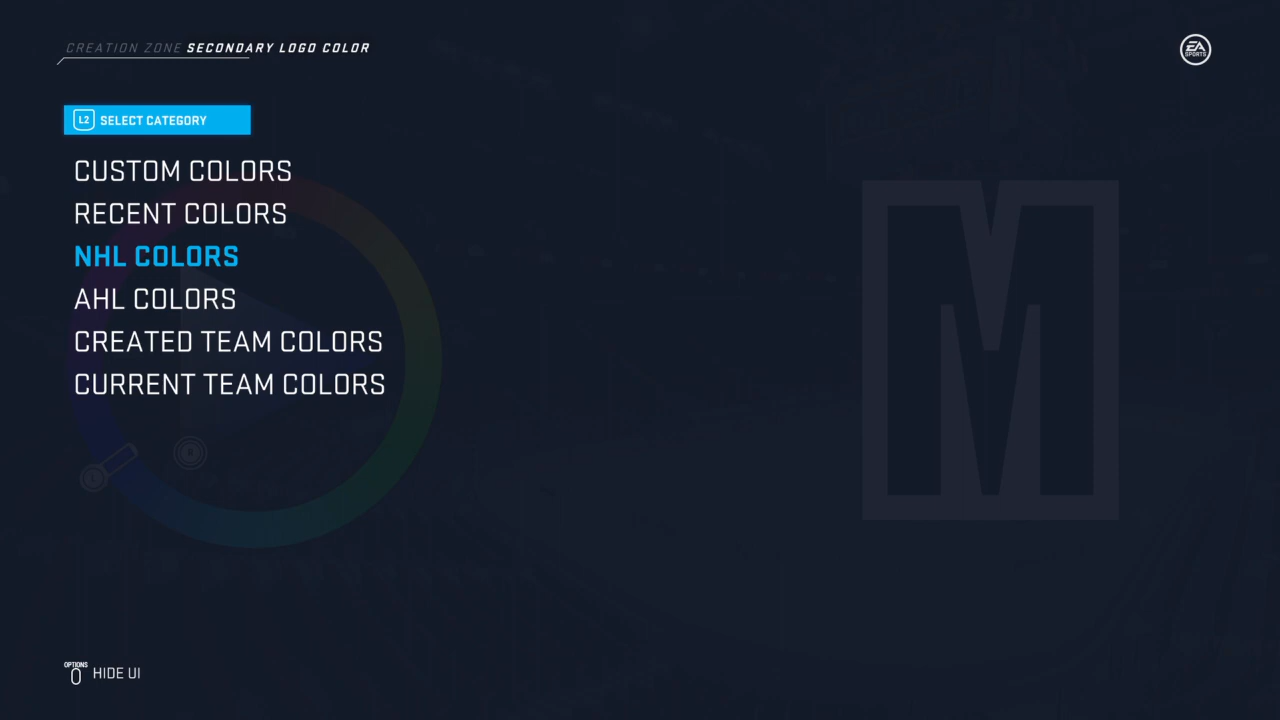 CREATION ZONE SECONDARY LOGO COLOR
EA SPORTS
L2 SELECT CATEGORY
CUSTOM COLORS
RECENT COLORS
NHL COLORS
AHL COLORS
CREATED TEAM COLORS
CURRENT TEAM COLORS
M
L
R
OPTIONS
HIDE UI